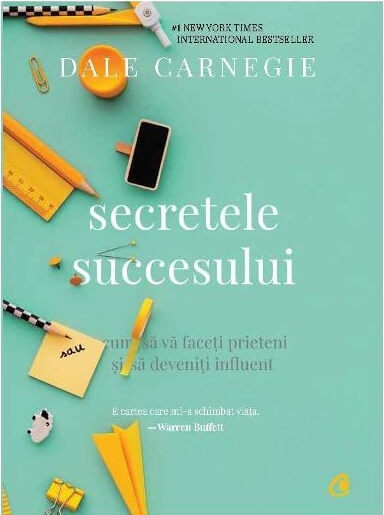 #1 NEW YORK TIMES
INTERNATIONAL BESTSELLER
DALE CARNEGIE
secretele
succesului
sau
cum să vă faceți prieteni
și să deveniți influent
E cartea care mi-a schimbat viața.
—Warren Buffett